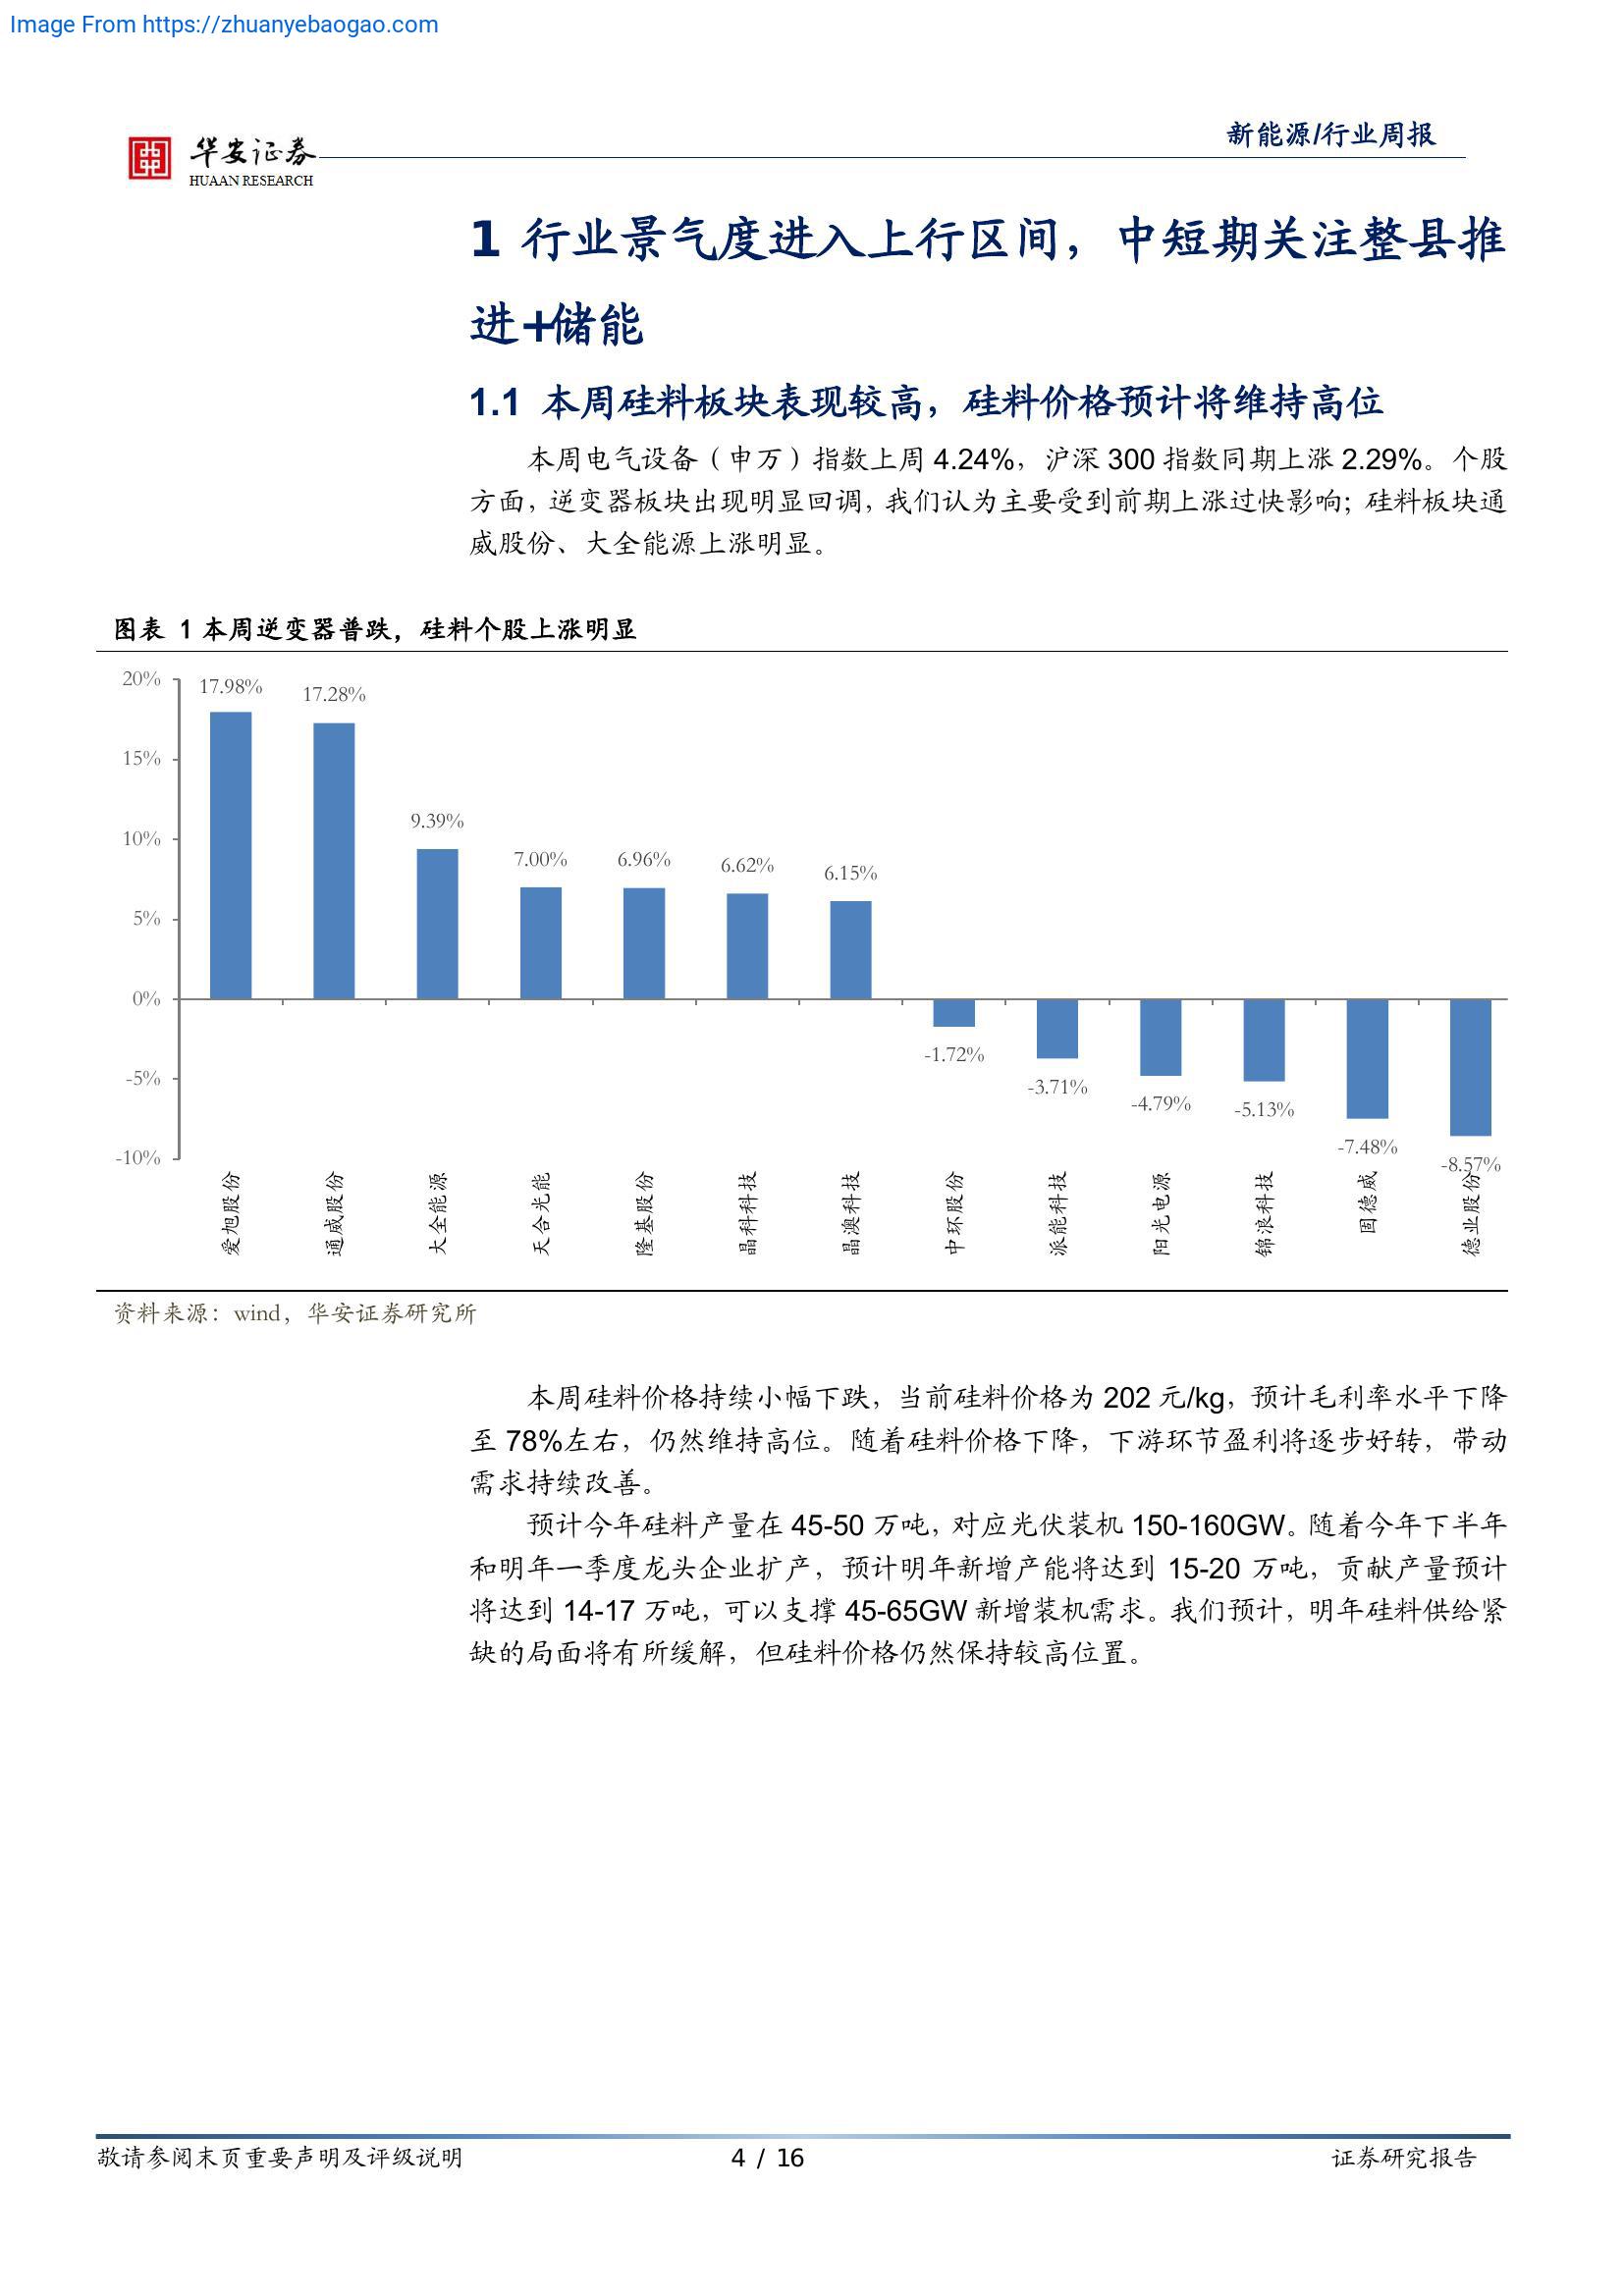 Image From https://zhuanyebaogao.com
华安证券
HUAAN RESEARCH
新能源/行业周报
1 行业景气度进入上行区间，中短期关注整县推
进+储能
1.1 本周硅料板块表现较高，硅料价格预计将维持高位
本周电气设备（申万）指数上周 4.24%，沪深 300 指数同期上涨 2.29%。个股
方面，逆变器板块出现明显回调，我们认为主要受到前期上涨过快影响；硅料板块通
威股份、大全能源上涨明显。
图表 1 本周逆变器普跌，硅料个股上涨明显
20%
15%
10%
5%
0%
-5%
-10%
17.98%
17.28%
9.39%
7.00%
6.96%
6.62%
6.15%
-1.72%
-3.71%
-4.79%
-5.13%
-7.48%
-8.57%
爱旭股份
通威股份
大全能源
天合光能
隆基股份
晶科科技
晶澳科技
中环股份
派能科技
阳光电源
锦浪科技
固德威
德业股份
资料来源：wind，华安证券研究所
本周硅料价格持续小幅下跌，当前硅料价格为 202 元/kg，预计毛利率水平下降
至 78%左右，仍然维持高位。随着硅料价格下降，下游环节盈利将逐步好转，带动
需求持续改善。
预计今年硅料产量在 45-50 万吨，对应光伏装机 150-160GW。随着今年下半年
和明年一季度龙头企业扩产，预计明年新增产能将达到 15-20 万吨，贡献产量预计
将达到 14-17 万吨，可以支撑 45-65GW 新增装机需求。我们预计，明年硅料供给紧
缺的局面将有所缓解，但硅料价格仍然保持较高位置。
敬请参阅末页重要声明及评级说明
4 / 16
证券研究报告